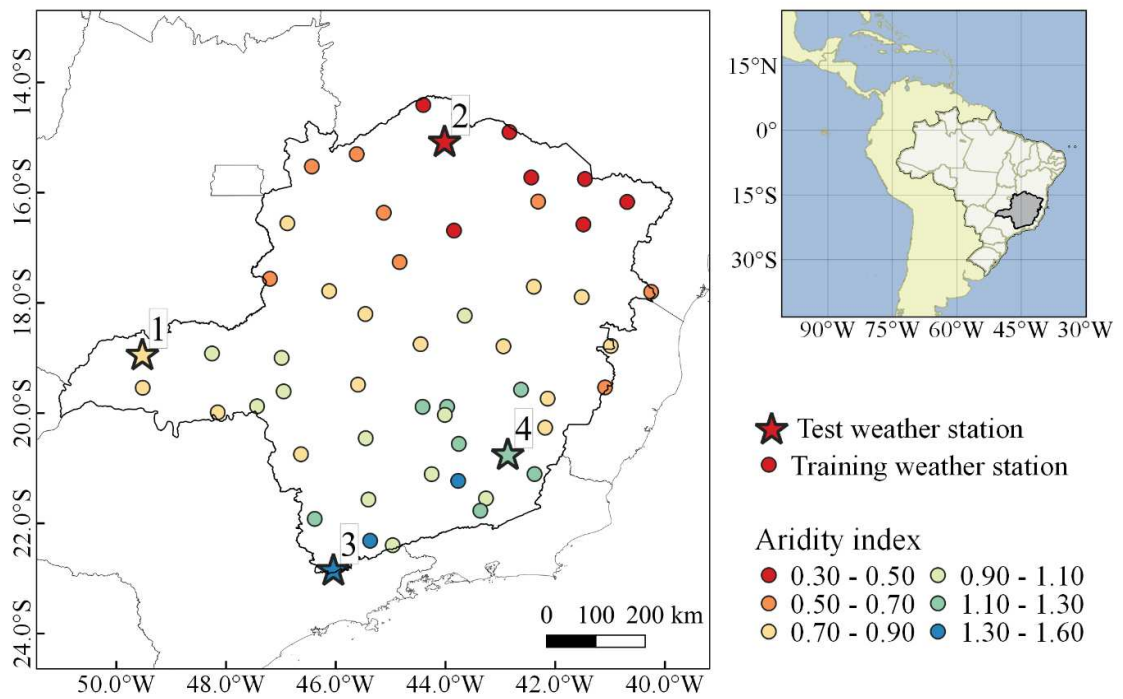 14.0°S
16.0°S
18.0°S
20.0°S
22.0°S
24.0°S
50.0°W 48.0°W 46.0°W 44.0°W 42.0°W 40.0°W
2
1
4
3
0 100 200 km
15°N
0°
15°S
30°S
90°W 75°W 60°W 45°W 30°W
Test weather station
Training weather station
Aridity index
0.30 - 0.50 0.90 - 1.10
0.50 - 0.70 1.10 - 1.30
0.70 - 0.90 1.30 - 1.60